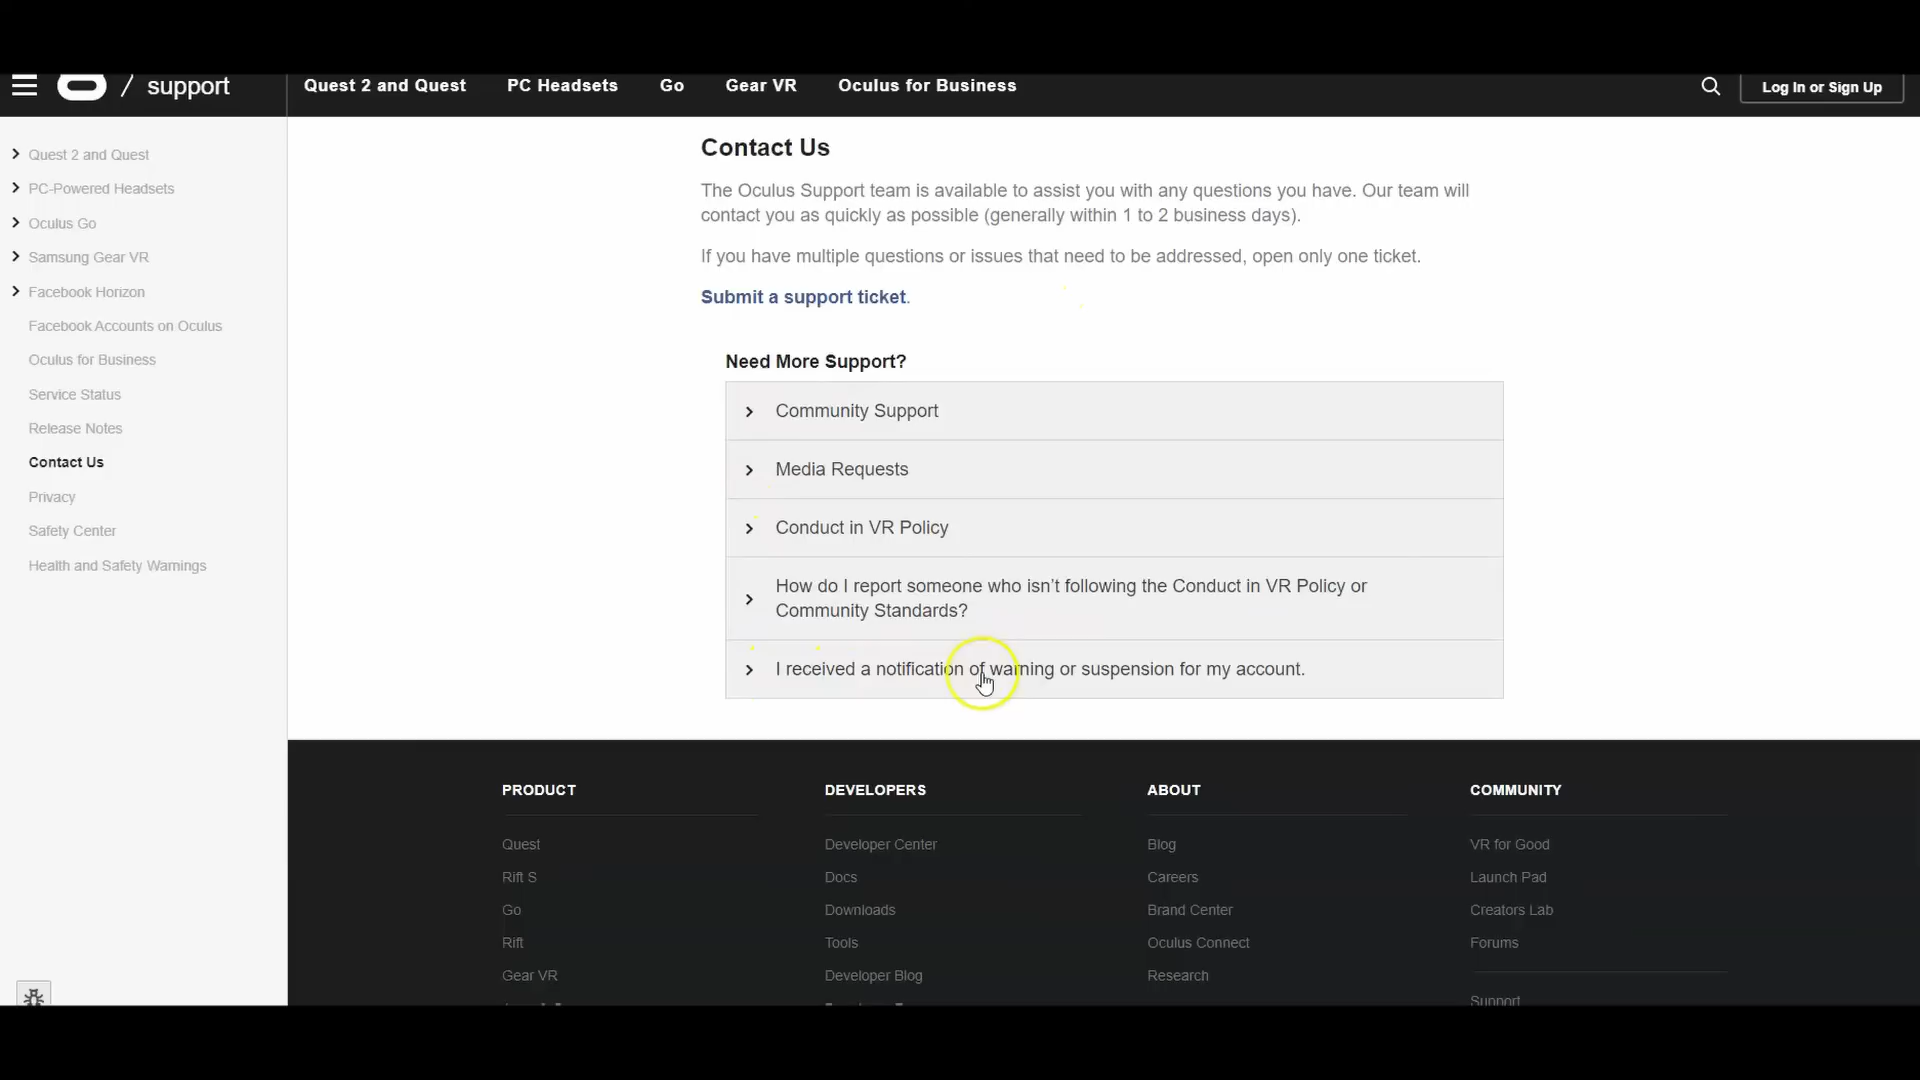 / support
Quest 2 and Quest
PC Headsets
Go
Gear VR
Oculus for Business
Log In or Sign Up
Quest 2 and Quest
PC-Powered Headsets
Oculus Go
Samsung Gear VR
Facebook Horizon
Facebook Accounts on Oculus
Oculus for Business
Service Status
Release Notes
Contact Us
Privacy
Safety Center
Health and Safety Warnings
Contact Us
The Oculus Support team is available to assist you with any questions you have. Our team will
contact you as quickly as possible (generally within 1 to 2 business days).
If you have multiple questions or issues that need to be addressed, open only one ticket.
Submit a support ticket.
Need More Support?
Community Support
Media Requests
Conduct in VR Policy
How do I report someone who isn't following the Conduct in VR Policy or
Community Standards?
I received a notification of warning or suspension for my account.
PRODUCT
Quest
Rift S
Go
Rift
Gear VR
DEVELOPERS
Developer Center
Docs
Downloads
Tools
Developer Blog
ABOUT
Blog
Careers
Brand Center
Oculus Connect
Research
COMMUNITY
VR for Good
Launch Pad
Creators Lab
Forums
Support